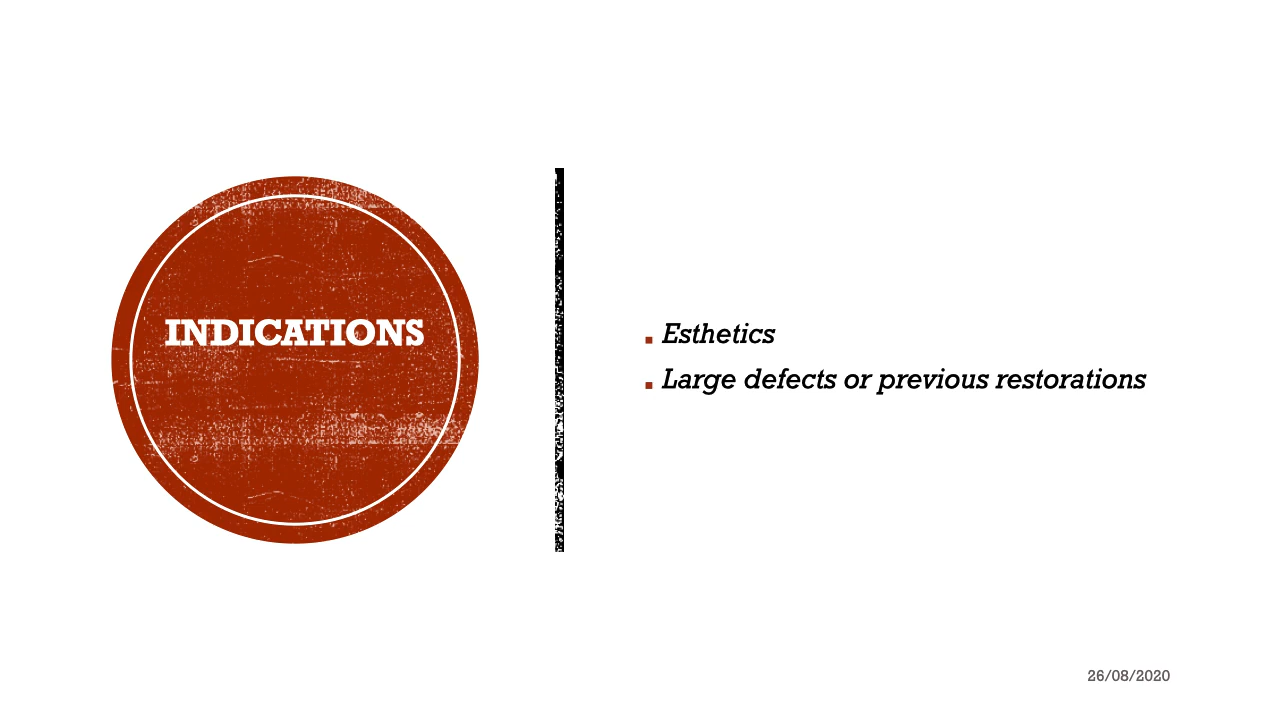 INDICATIONS
▪ Esthetics
▪ Large defects or previous restorations
26/08/2020